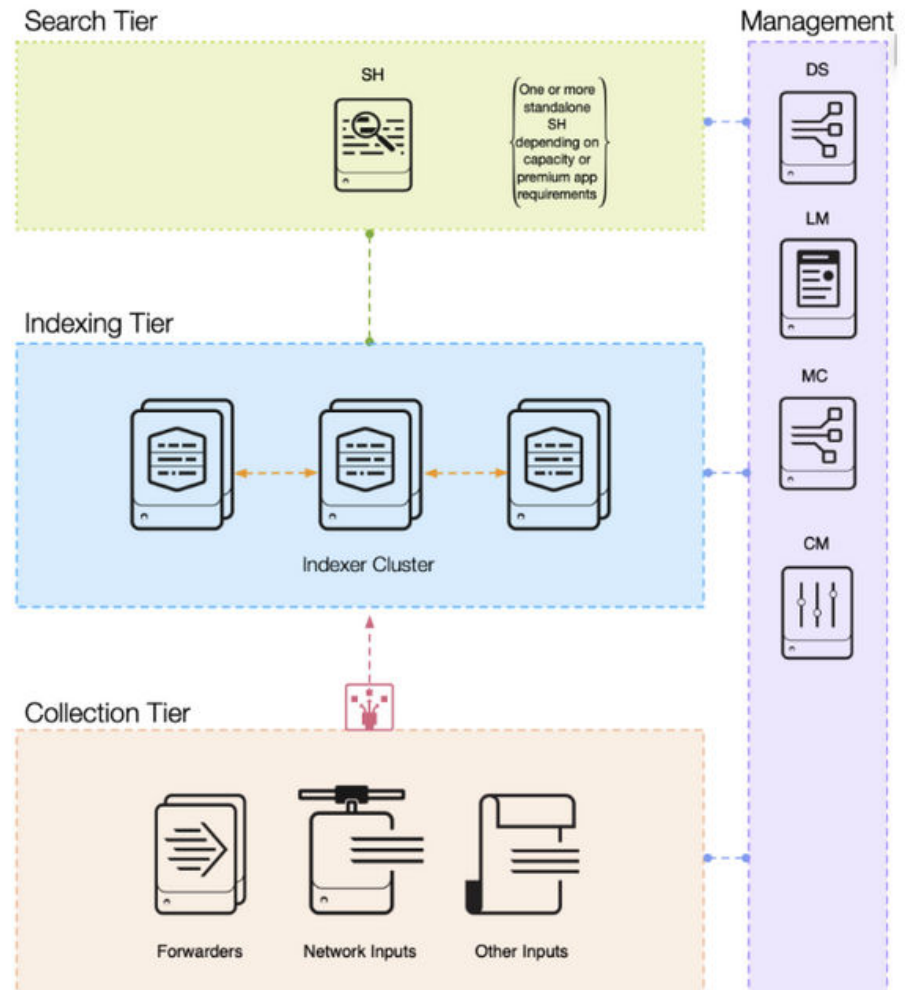 Search Tier
Management
SH
One or more
standalone
SH
depending on
capacity or
premium app
requirements
DS
LM
Indexing Tier
MC
Indexer Cluster
CM
Collection Tier
Forwarders
Network Inputs
Other Inputs